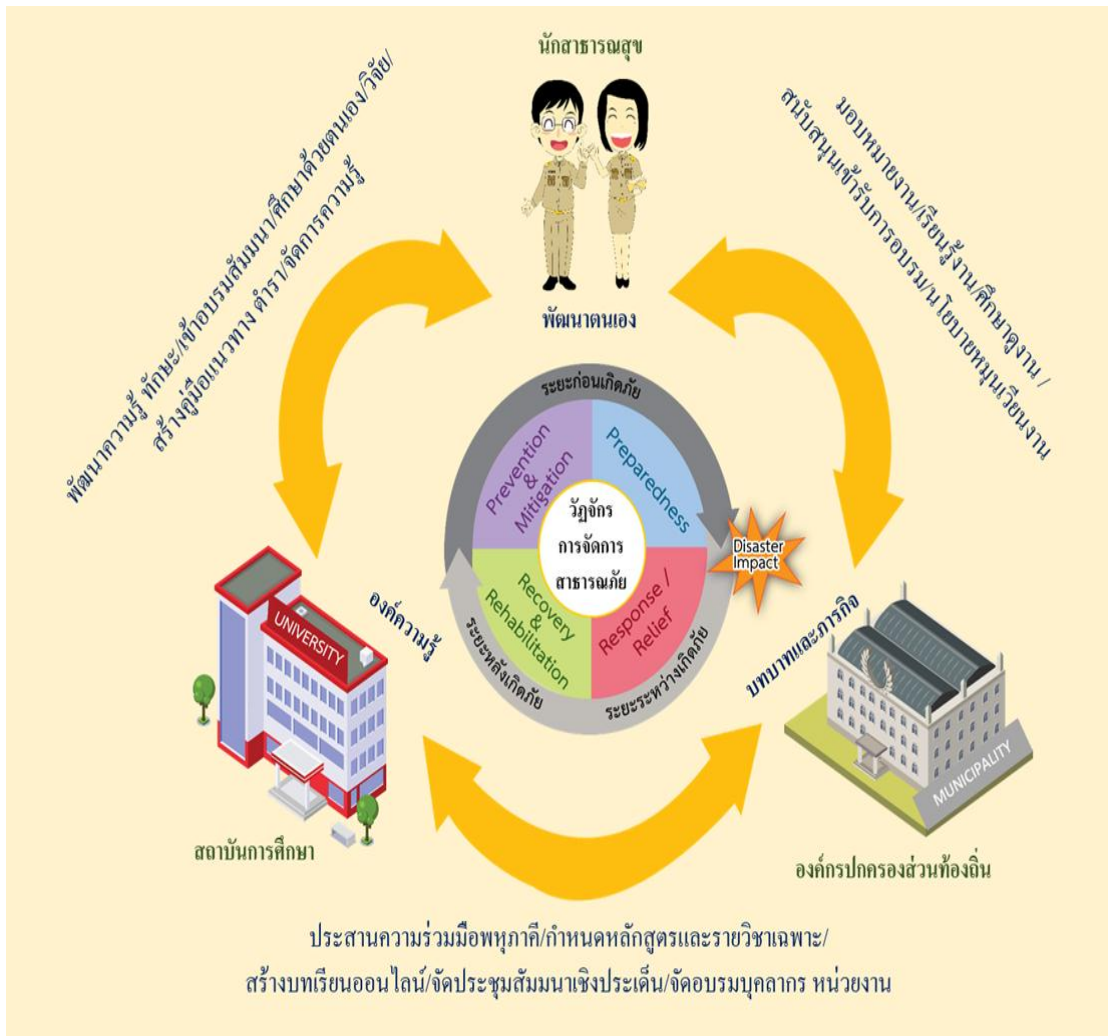 นักสาธารณสุข
พัฒนาความรู้ ทักษะ/เข้าอบรมสัมมนา/ศึกษาด้วยตนเอง/วิจัย/
สร้างคู่มือแนวทาง ตำรา/จัดการความรู้
มอบหมายงาน/เรียนรู้งาน/ศึกษาดูงาน /
สนับสนุนเข้ารับการอบรม/นโยบายหมุนเวียนงาน
พัฒนาตนเอง
ระยะก่อนเกิดภัย
Prevention
&
Mitigation
Preparedness
วัฏจักร
การจัดการ
สาธารณภัย
Disaster
Impact
Recovery
&
Rehabilitation
Response /
Relief
ระยะหลังเกิดภัย
ระยะระหว่างเกิดภัย
องค์ความรู้
บทบาทและภารกิจ
UNIVERSITY
MUNICIPALITY
สถาบันการศึกษา
องค์กรปกครองส่วนท้องถิ่น
ประสานความร่วมมือพหุภาคี/กำหนดหลักสูตรและรายวิชาเฉพาะ/
สร้างบทเรียนออนไลน์/จัดประชุมสัมมนาเชิงประเด็น/จัดอบรมบุคลากร หน่วยงาน